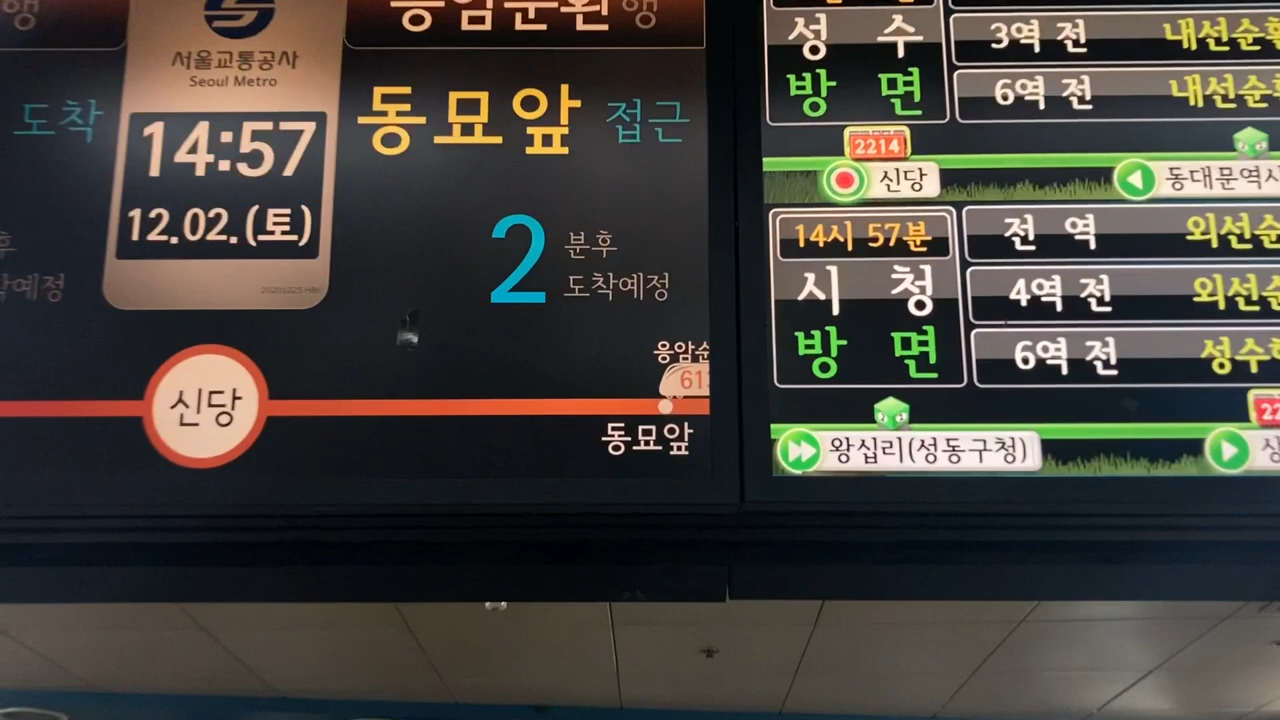 행
응암순환행
서울교통공사
Seoul Metro
도착
14:57
12.02.(토)
동묘앞 접근
2 분후
도착예정
신당
동묘앞
성 수
방 면
3역 전 내선순
6역 전 내선순
2214
신당
동대문역사
14시 57분
시 청
방 면
전 역 외선순
4역 전 외선순
6역 전 성수
왕십리(성동구청)